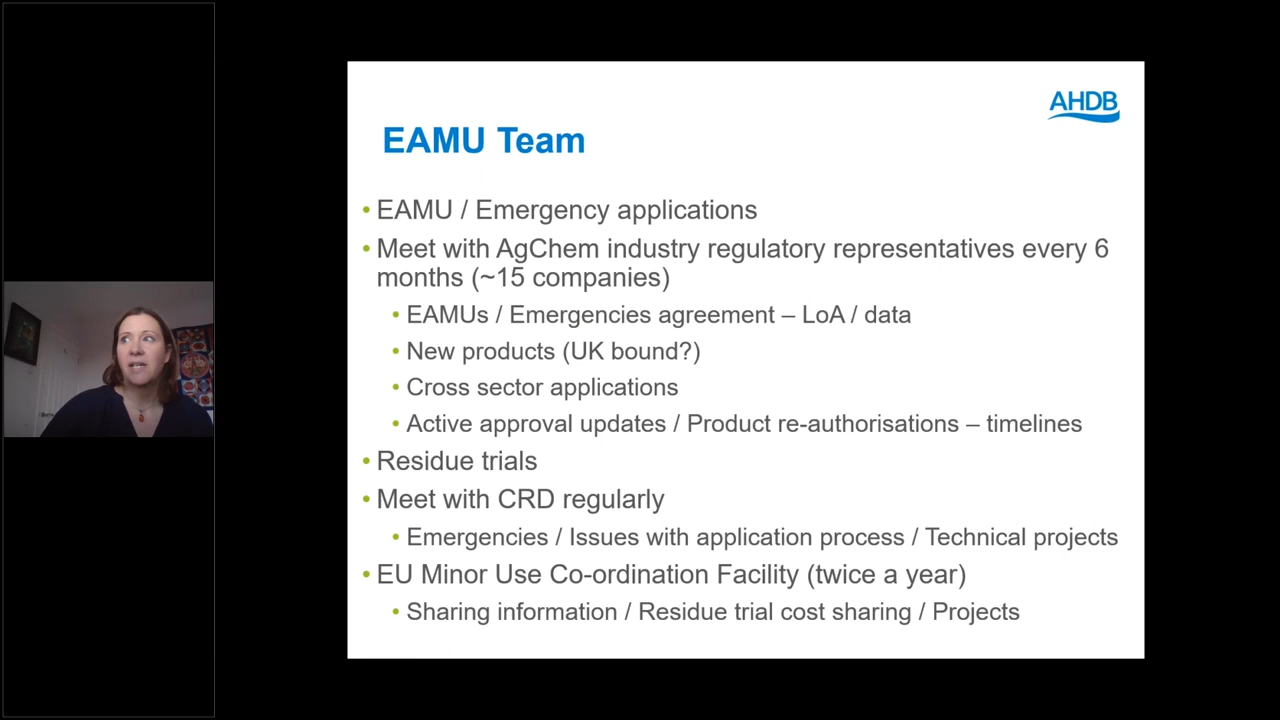 AHDB
EAMU Team
• EAMU / Emergency applications
• Meet with AgChem industry regulatory representatives every 6
months (~15 companies)
• EAMUs / Emergencies agreement – LoA / data
• New products (UK bound?)
• Cross sector applications
• Active approval updates / Product re-authorisations – timelines
• Residue trials
• Meet with CRD regularly
• Emergencies / Issues with application process / Technical projects
• EU Minor Use Co-ordination Facility (twice a year)
• Sharing information / Residue trial cost sharing / Projects